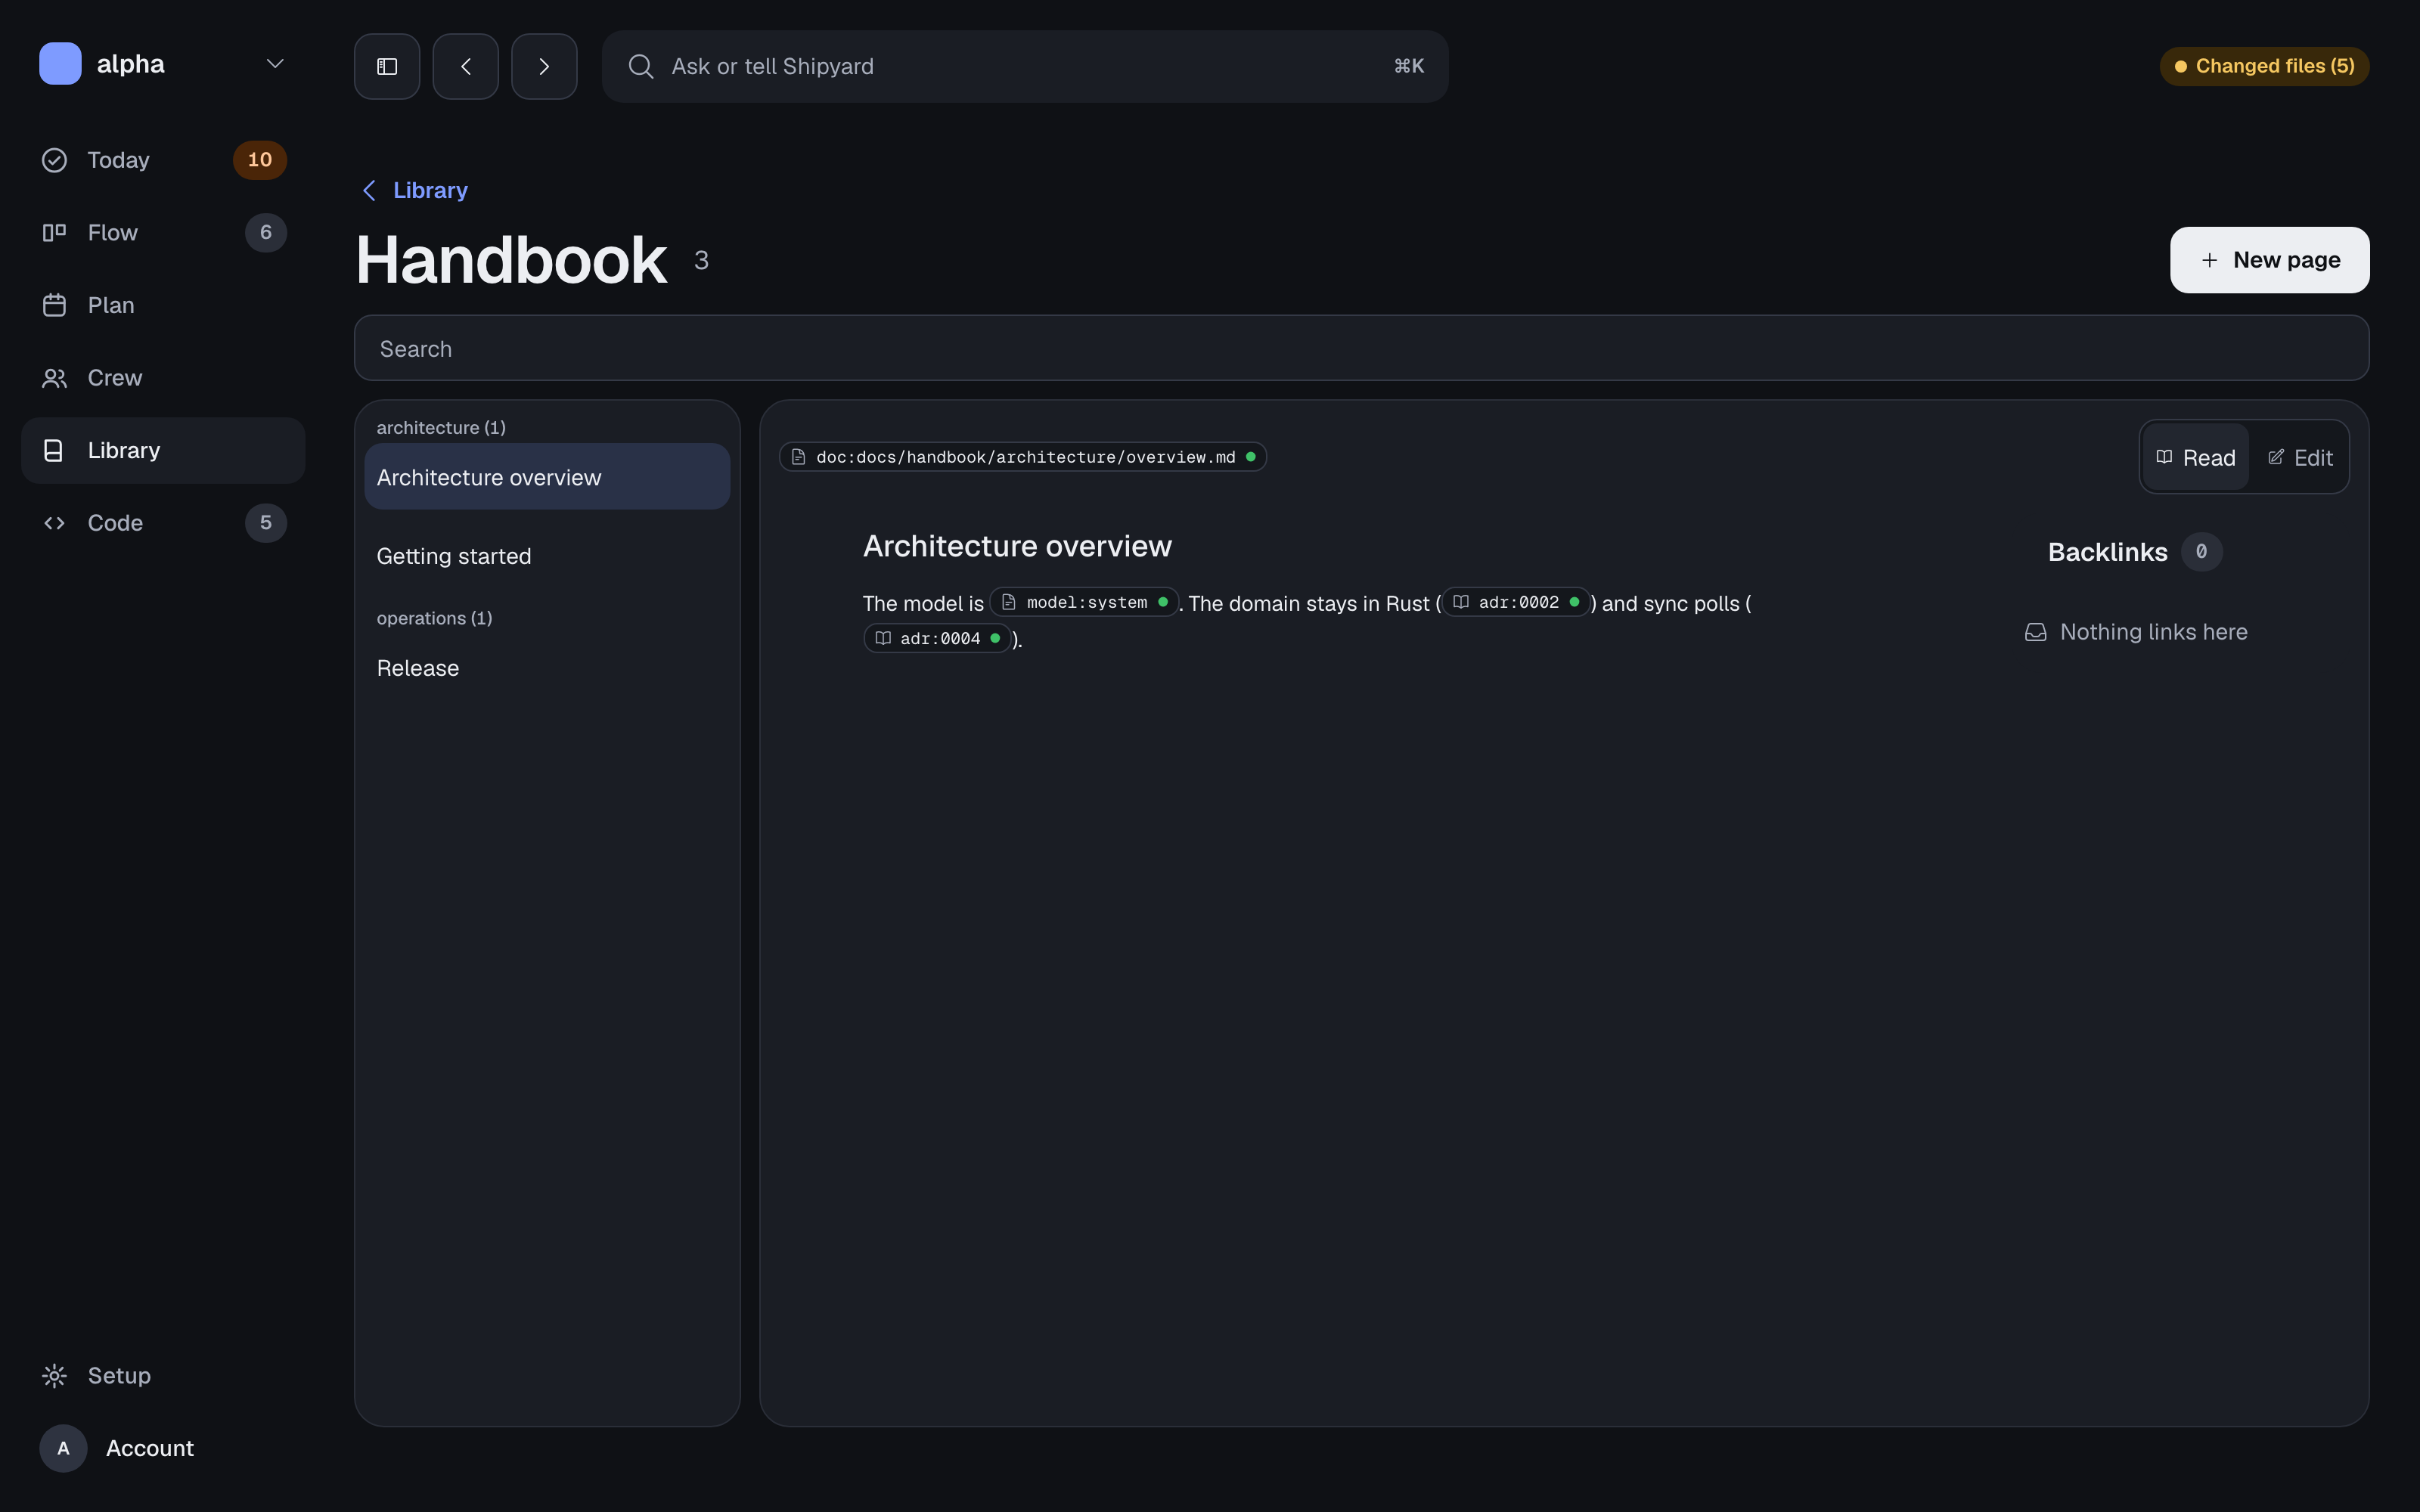 alpha
Ask or tell Shipyard
⌘K
Changed files (5)
Today
10
Flow
6
Plan
Crew
Library
Code
5
Setup
A
Account
Library
Handbook
3
New page
Search
architecture (1)
Architecture overview
Getting started
operations (1)
Release
doc:docs/handbook/architecture/overview.md
Read
Edit
Architecture overview
The model is model:system. The domain stays in Rust (adr:0002) and sync polls (
adr:0004).
Backlinks
0
Nothing links here